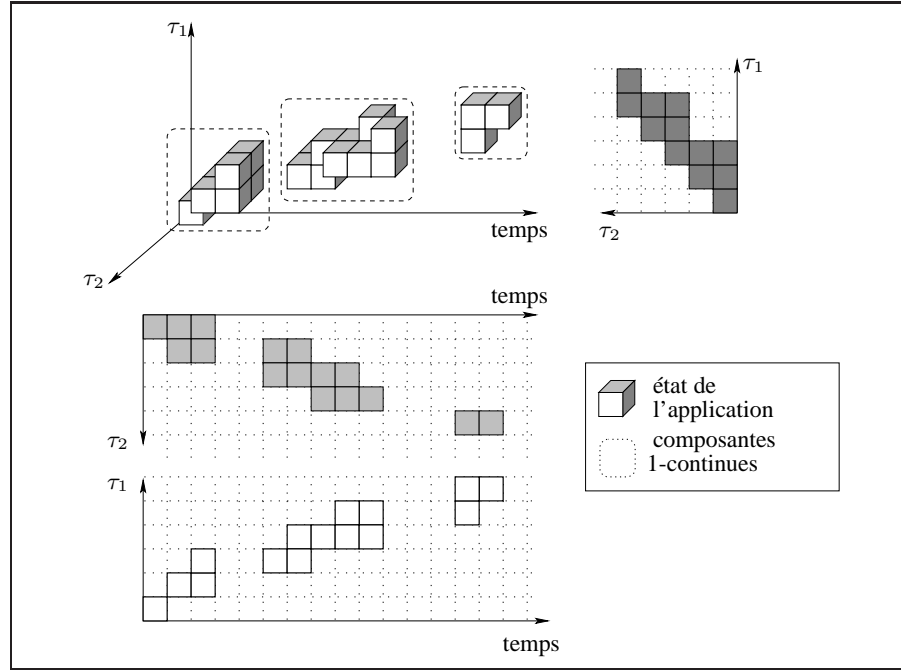 τ1
τ1
temps
τ2
τ2
temps
τ2
τ1
temps
état de
l'application
composantes
1-continues